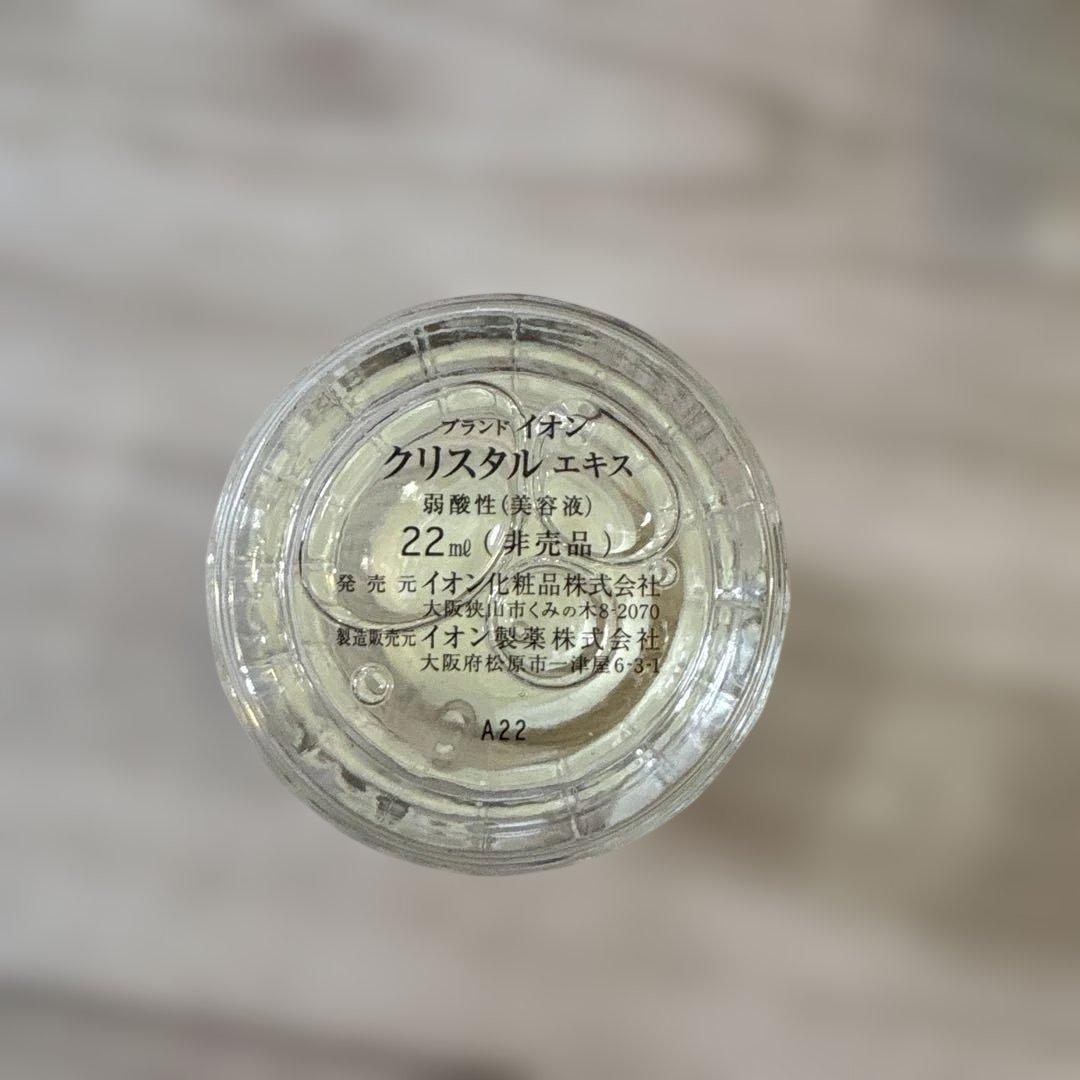 ブランド イオン
クリスタル エキス
弱酸性(美容液)
22ml (非売品)
発売元 イオン化粧品株式会社
大阪狭山市くみの木8-2070
製造販売元 イオン製薬株式会社
大阪府松原市一津屋6-3-1
A22